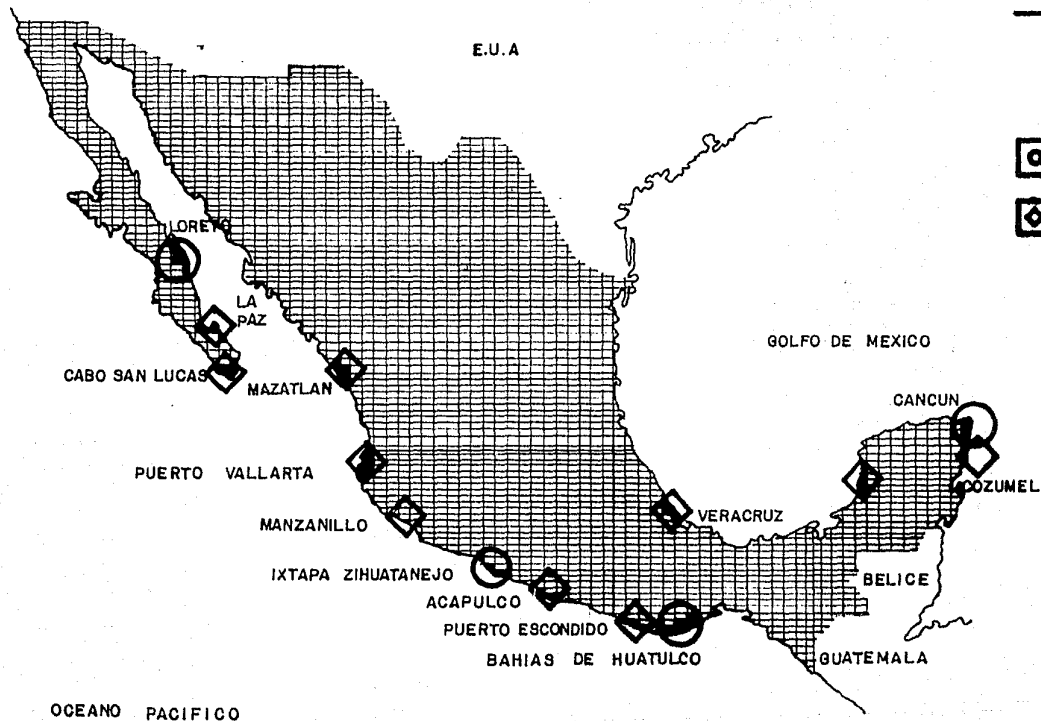 E.U.A
LORETO
LA
PAZ
GOLFO DE MEXICO
CABO SAN LUCAS
MAZATLAN
CANCUN
PUERTO VALLARTA
COZUMEL
MANZANILLO
VERACRUZ
IXTAPA ZIHUATANEJO
BELICE
ACAPULCO
PUERTO ESCONDIDO
BAHIAS DE HUATULCO
GUATEMALA
OCEANO PACIFICO